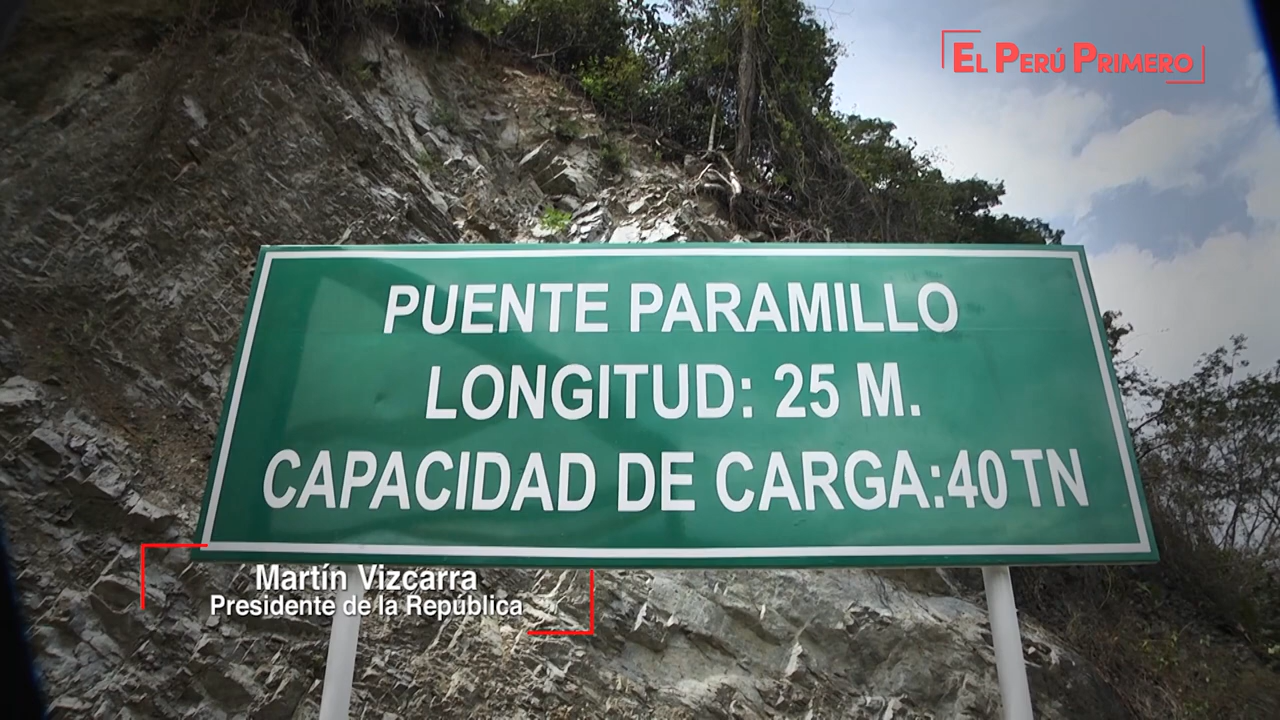 EL PERÚ PRIMERO
PUENTE PARAMILLO
LONGITUD: 25 M.
CAPACIDAD DE CARGA:40 TN
Martín Vizcarra
Presidente de la República